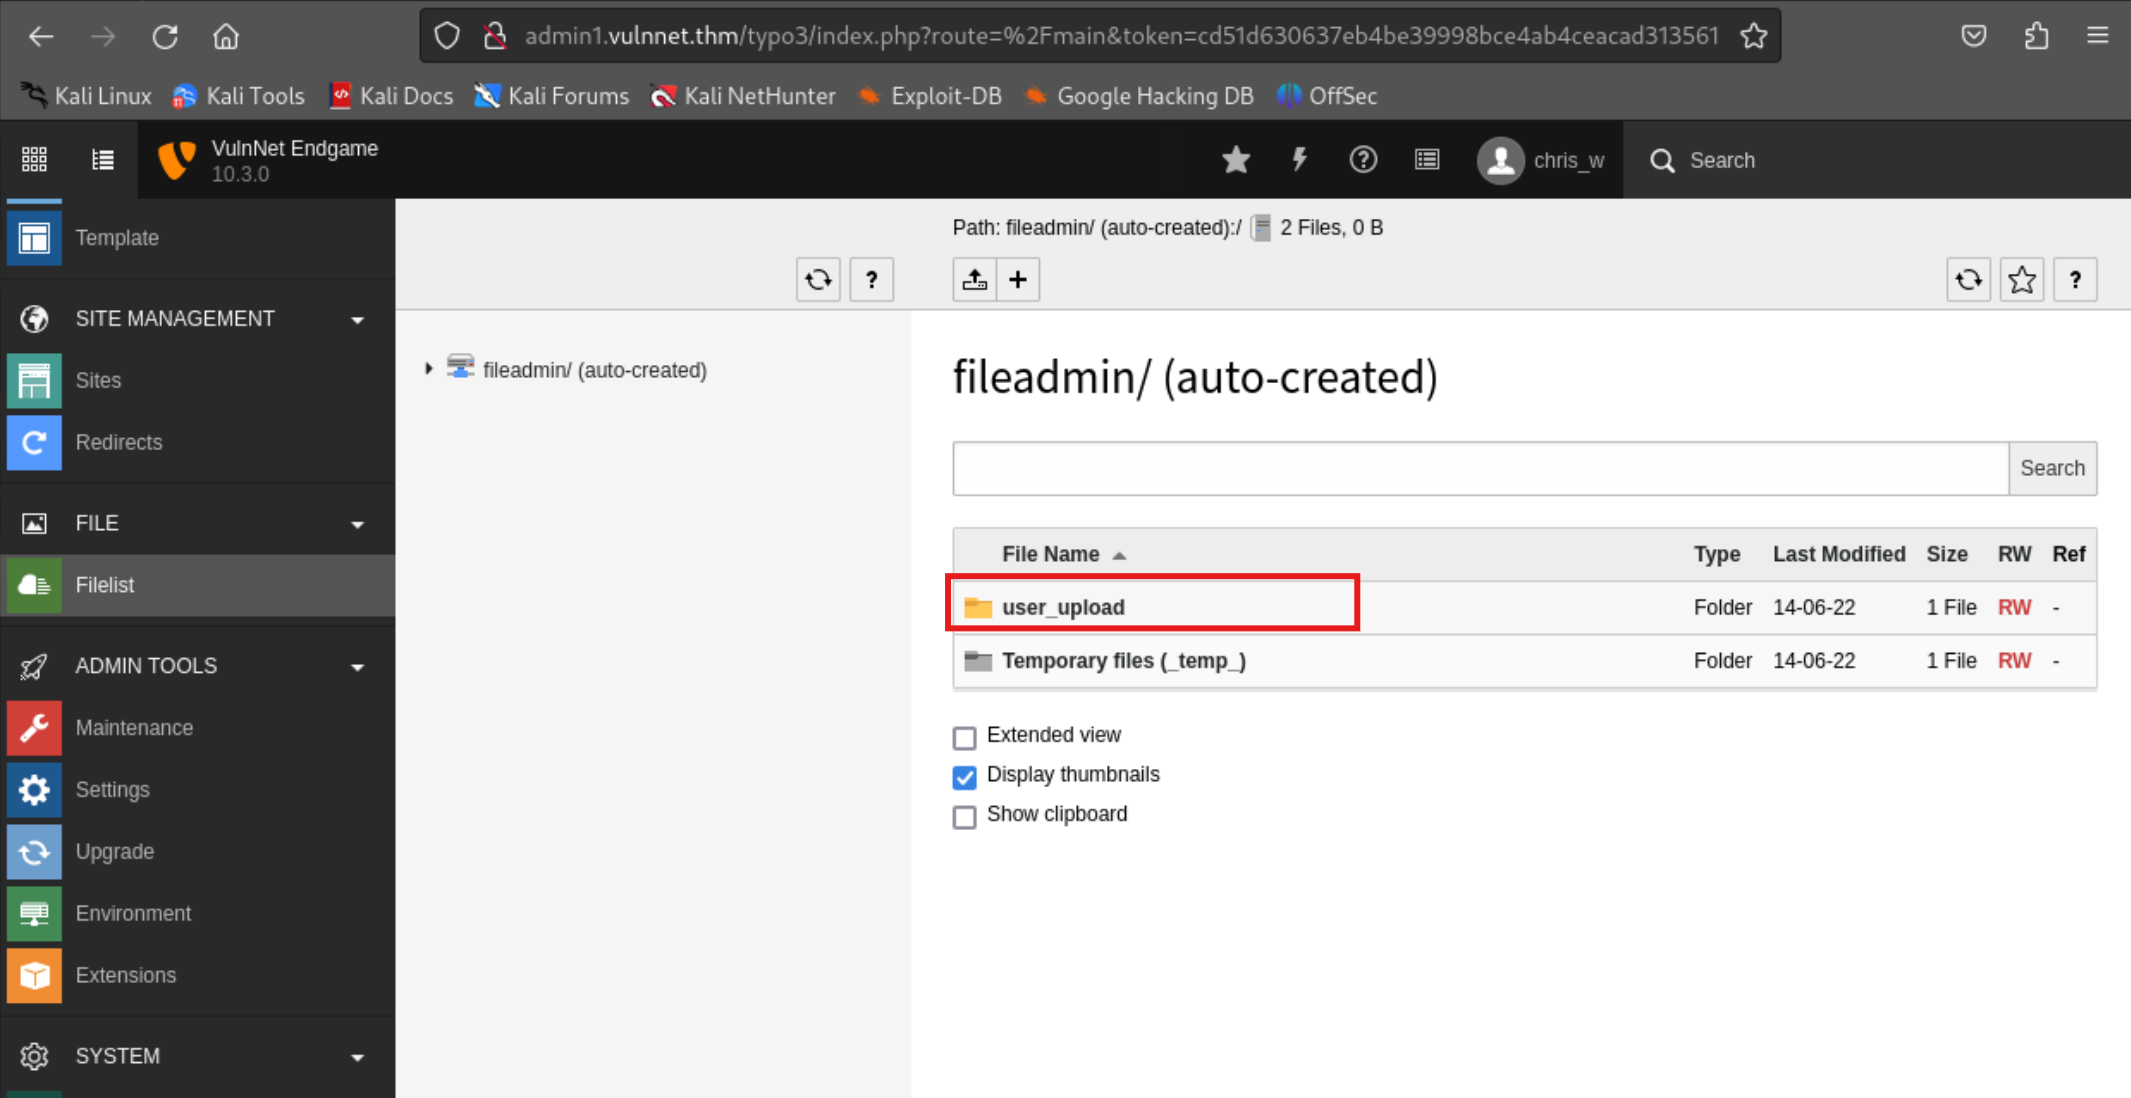 admin1.vulnnet.thm/typo3/index.php?route=%2Fmain&token=cd51d630637eb4be39998bce4ab4ceacad313561
Kali Linux Kali Tools Kali Docs Kali Forums Kali NetHunter Exploit-DB Google Hacking DB OffSec
VulnNet Endgame
10.3.0
chris_w
Search
Template
SITE MANAGEMENT
Sites
Redirects
FILE
Filelist
ADMIN TOOLS
Maintenance
Settings
Upgrade
Environment
Extensions
SYSTEM
?
fileadmin/ (auto-created)
Path: fileadmin/ (auto-created):/ 2 Files, 0 B
+ ?
fileadmin/ (auto-created)
Search
File Name Type Last Modified Size RW Ref
user_upload Folder 14-06-22 1 File RW -
Temporary files (_temp_) Folder 14-06-22 1 File RW -
Extended view
Display thumbnails
Show clipboard